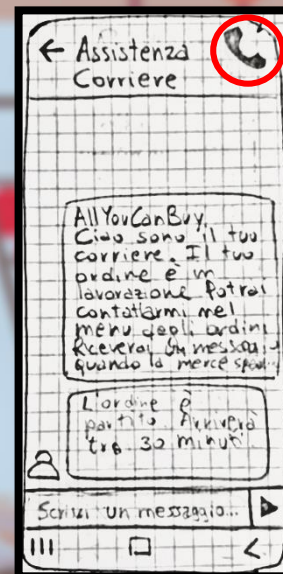 Assistenza
Corriere
AllYouCanBuy
Ciao sono il tuo
corriere. Il tuo
ordine è in
lavorazione Potrai
contattarmi nel
menu degli ordini
Riceverai un messaggio
quando la merce
L'ordine è
partito. Arriverà
tra 30 minuti
Scrivi un messaggio...